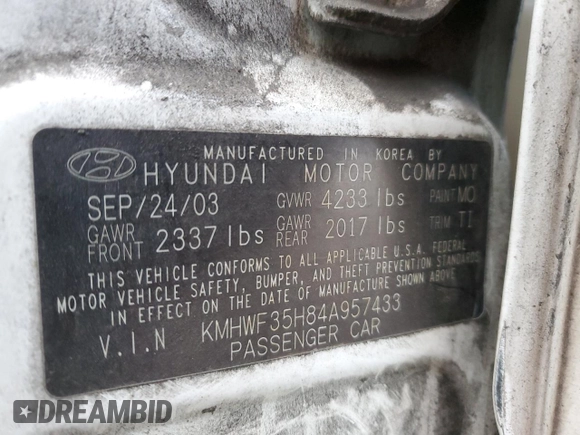 MANUFACTURED IN KOREA BY
HYUNDAI MOTOR COMPANY
SEP/24/03 GVWR 4233 lbs PAINT MO
GAWR FRONT 2337 lbs GAWR REAR 2017 lbs TRIM TI
THIS VEHICLE CONFORMS TO ALL APPLICABLE U.S.A. FEDERAL
MOTOR VEHICLE SAFETY, BUMPER, AND THEFT PREVENTION STANDARDS
IN EFFECT ON THE DATE OF MANUFACTURE SHOWN ABOVE.
V.I.N KMHWF35H84A957433
PASSENGER CAR
DREAMBID